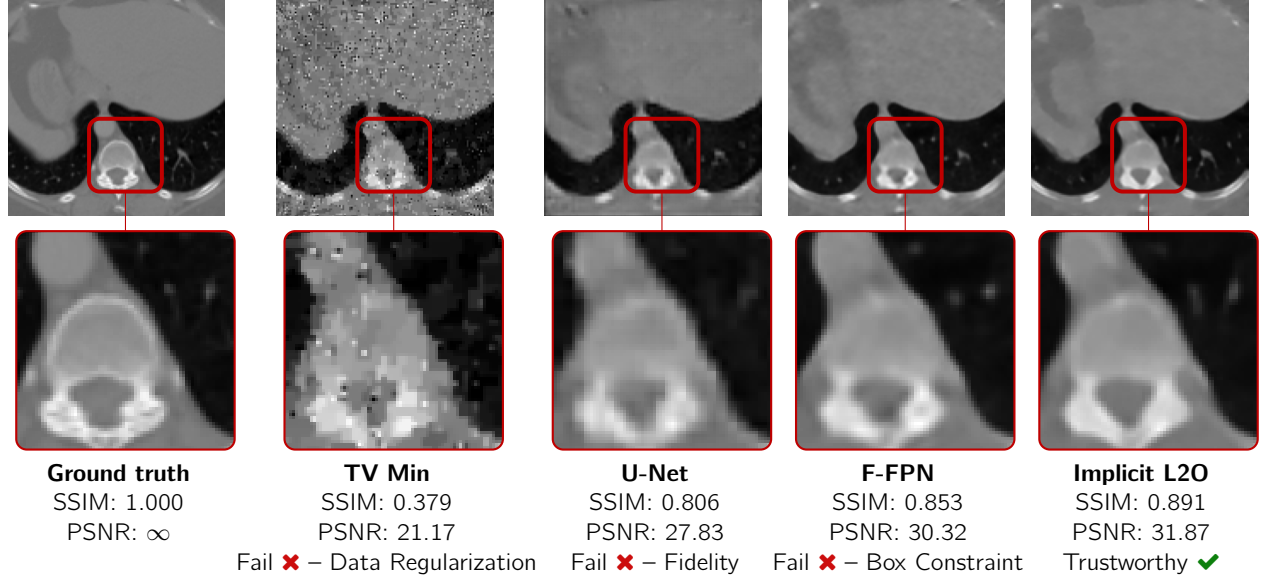 Ground truth
SSIM: 1.000
PSNR: ∞
TV Min
SSIM: 0.379
PSNR: 21.17
Fail ✖ – Data Regularization
U-Net
SSIM: 0.806
PSNR: 27.83
Fail ✖ – Fidelity
F-FPN
SSIM: 0.853
PSNR: 30.32
Fail ✖ – Box Constraint
Implicit L2O
SSIM: 0.891
PSNR: 31.87
Trustworthy ✔